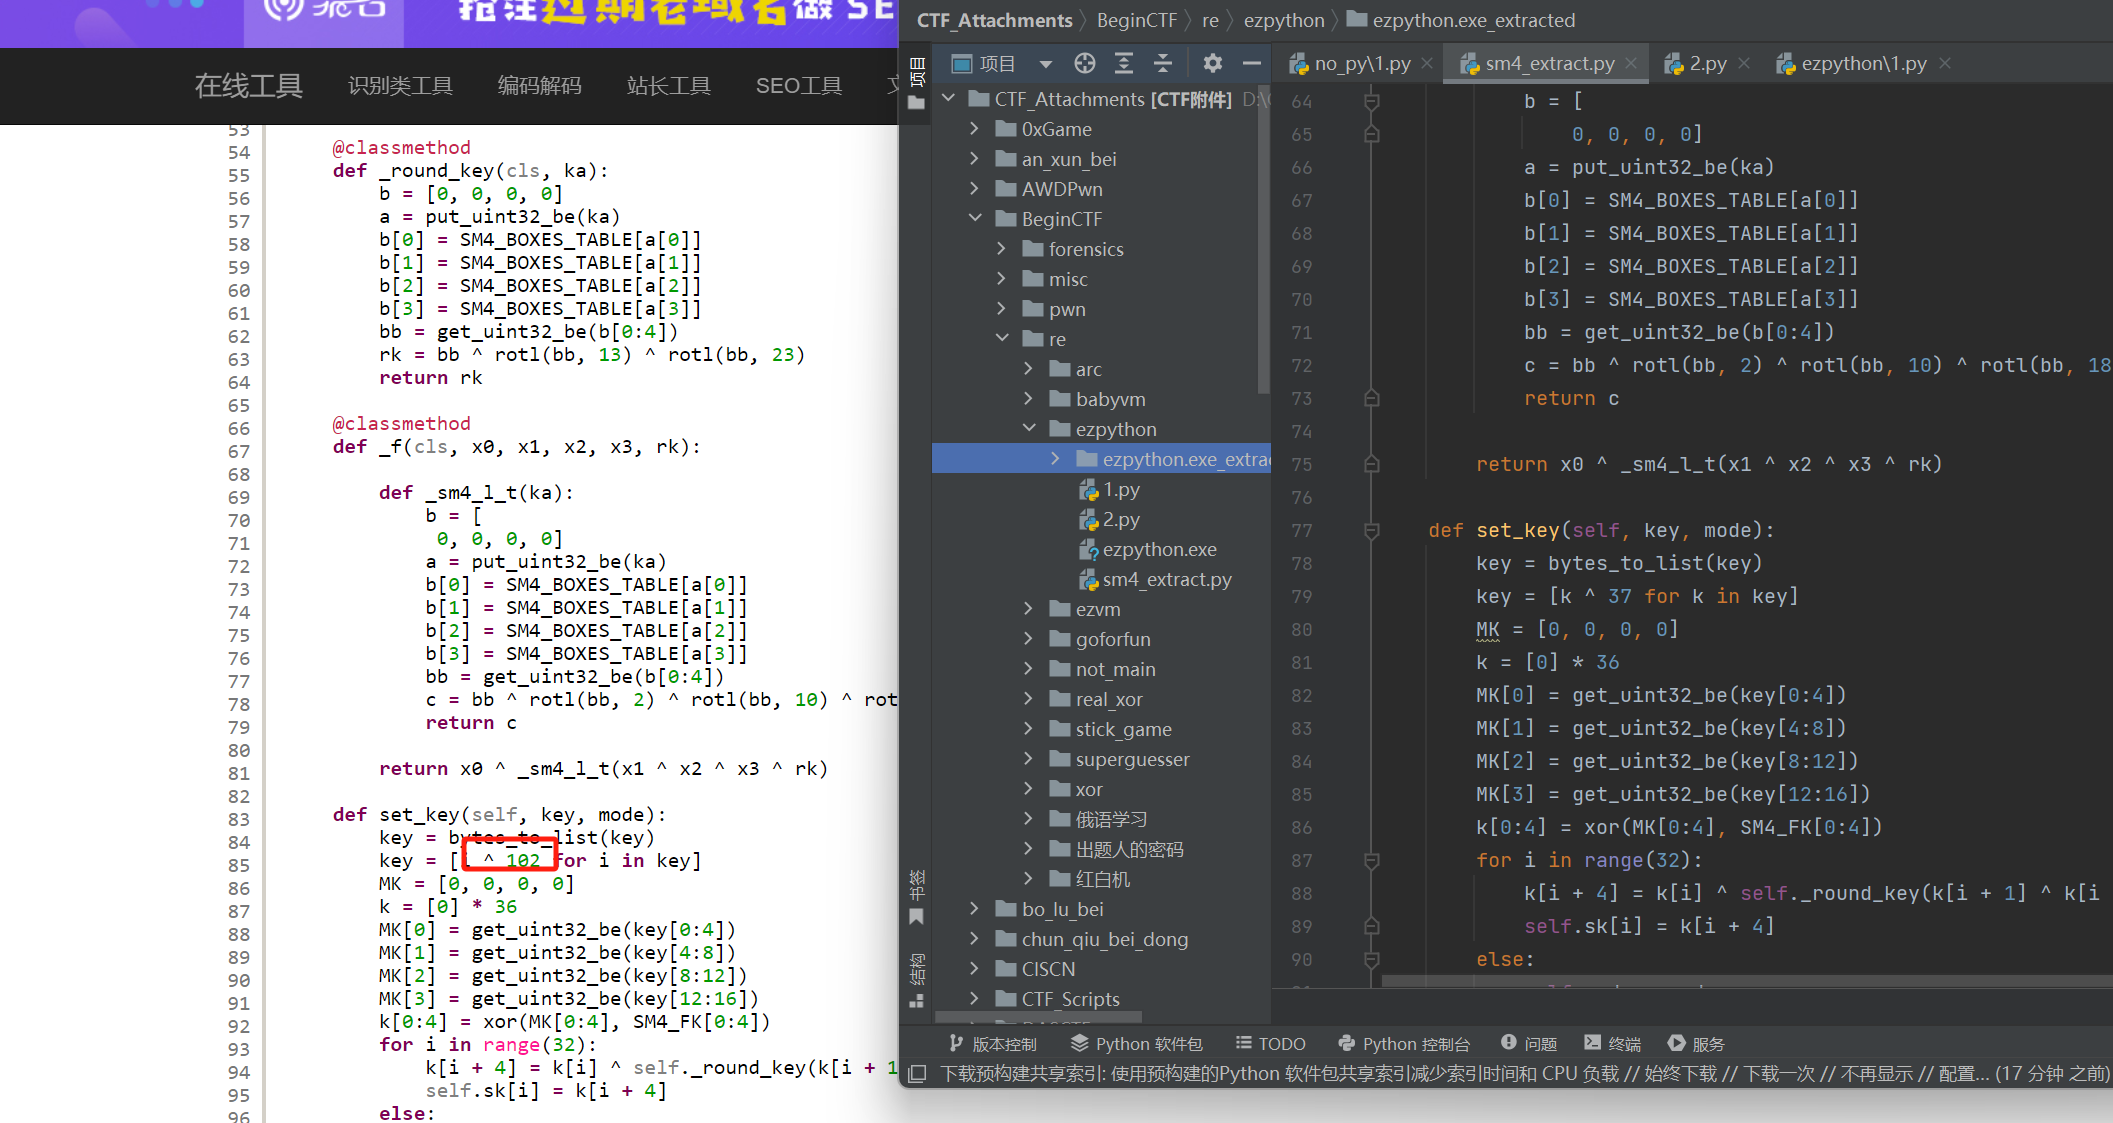 抢注过期老域名做 SE
在线工具
识别类工具
编码解码
站长工具
SEO工具
53
54 @classmethod
55 def _round_key(cls, ka):
56 b = [0, 0, 0, 0]
57 a = put_uint32_be(ka)
58 b[0] = SM4_BOXES_TABLE[a[0]]
59 b[1] = SM4_BOXES_TABLE[a[1]]
60 b[2] = SM4_BOXES_TABLE[a[2]]
61 b[3] = SM4_BOXES_TABLE[a[3]]
62 bb = get_uint32_be(b[0:4])
63 rk = bb ^ rotl(bb, 13) ^ rotl(bb, 23)
64 return rk
65
66 @classmethod
67 def _f(cls, x0, x1, x2, x3, rk):
68
69 def _sm4_l_t(ka):
70 b = [
71 0, 0, 0, 0]
72 a = put_uint32_be(ka)
73 b[0] = SM4_BOXES_TABLE[a[0]]
74 b[1] = SM4_BOXES_TABLE[a[1]]
75 b[2] = SM4_BOXES_TABLE[a[2]]
76 b[3] = SM4_BOXES_TABLE[a[3]]
77 bb = get_uint32_be(b[0:4])
78 c = bb ^ rotl(bb, 2) ^ rotl(bb, 10) ^ rot
79 return c
80
81 return x0 ^ _sm4_l_t(x1 ^ x2 ^ x3 ^ rk)
82
83 def set_key(self, key, mode):
84 key = bytes_to_list(key)
85 key = [i ^ 102 for i in key]
86 MK = [0, 0, 0, 0]
87 k = [0] * 36
88 MK[0] = get_uint32_be(key[0:4])
89 MK[1] = get_uint32_be(key[4:8])
90 MK[2] = get_uint32_be(key[8:12])
91 MK[3] = get_uint32_be(key[12:16])
92 k[0:4] = xor(MK[0:4], SM4_FK[0:4])
93 for i in range(32):
94 k[i + 4] = k[i] ^ self._round_key(k[i + 1
95 self.sk[i] = k[i + 4]
96 else:
CTF_Attachments 〉 BeginCTF 〉 re 〉 ezpython 〉 ezpython.exe_extracted
项目
项目
CTF_Attachments [CTF附件] D:\
0xGame
an_xun_bei
AWDPwn
BeginCTF
forensics
misc
pwn
re
arc
babyvm
ezpython
ezpython.exe_extrac
1.py
2.py
ezpython.exe
sm4_extract.py
ezvm
goforfun
not_main
real_xor
stick_game
superguesser
xor
俄语学习
出题人的密码
红白机
bo_lu_bei
chun_qiu_bei_dong
CISCN
CTF_Scripts
书签
结构
no_py\1.py
sm4_extract.py
2.py
ezpython\1.py
64 b = [
65 0, 0, 0, 0]
66 a = put_uint32_be(ka)
67 b[0] = SM4_BOXES_TABLE[a[0]]
68 b[1] = SM4_BOXES_TABLE[a[1]]
69 b[2] = SM4_BOXES_TABLE[a[2]]
70 b[3] = SM4_BOXES_TABLE[a[3]]
71 bb = get_uint32_be(b[0:4])
72 c = bb ^ rotl(bb, 2) ^ rotl(bb, 10) ^ rotl(bb, 18
73 return c
74
75 return x0 ^ _sm4_l_t(x1 ^ x2 ^ x3 ^ rk)
76
77 def set_key(self, key, mode):
78 key = bytes_to_list(key)
79 key = [k ^ 37 for k in key]
80 MK = [0, 0, 0, 0]
81 k = [0] * 36
82 MK[0] = get_uint32_be(key[0:4])
83 MK[1] = get_uint32_be(key[4:8])
84 MK[2] = get_uint32_be(key[8:12])
85 MK[3] = get_uint32_be(key[12:16])
86 k[0:4] = xor(MK[0:4], SM4_FK[0:4])
87 for i in range(32):
88 k[i + 4] = k[i] ^ self._round_key(k[i + 1] ^ k[i
89 self.sk[i] = k[i + 4]
90 else:
版本控制
Python 软件包
TODO
Python 控制台
问题
终端
服务
下载预构建共享索引: 使用预构建的Python 软件包共享索引减少索引时间和 CPU 负载 // 始终下载 // 下载一次 // 不再显示 // 配置... (17 分钟 之前)